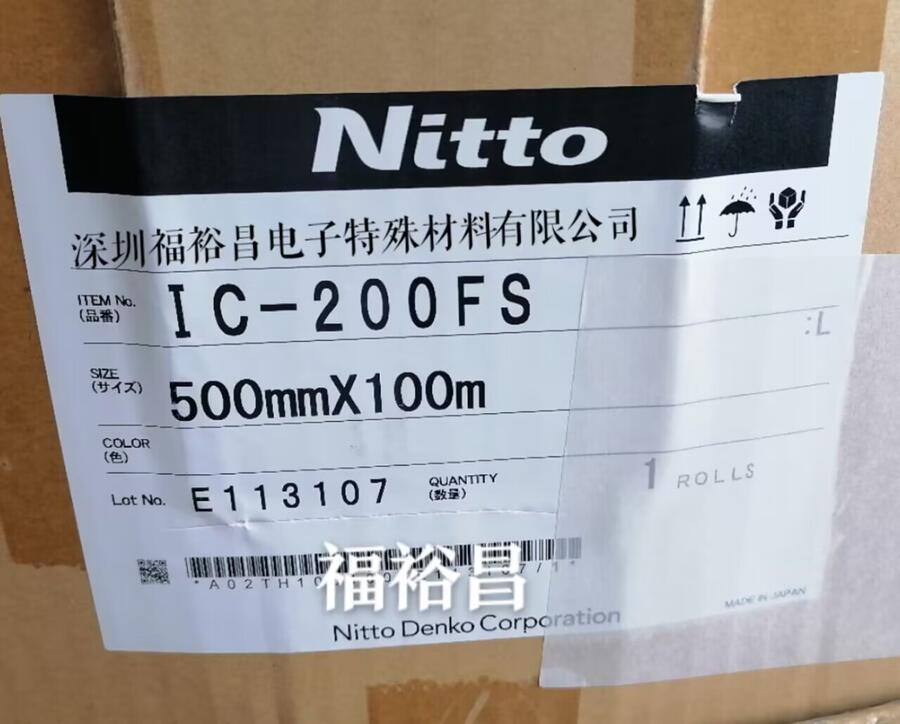 Nitto
深圳福裕昌电子特殊材料有限公司
ITEM No.
(品番)
IC-200FS
:L
SIZE
(サイズ)
500mmX100m
COLOR
(色)
Lot No.
E113107
QUANTITY
(数量)
1 ROLLS
福裕昌
Nitto Denko Corporation
MADE IN JAPAN